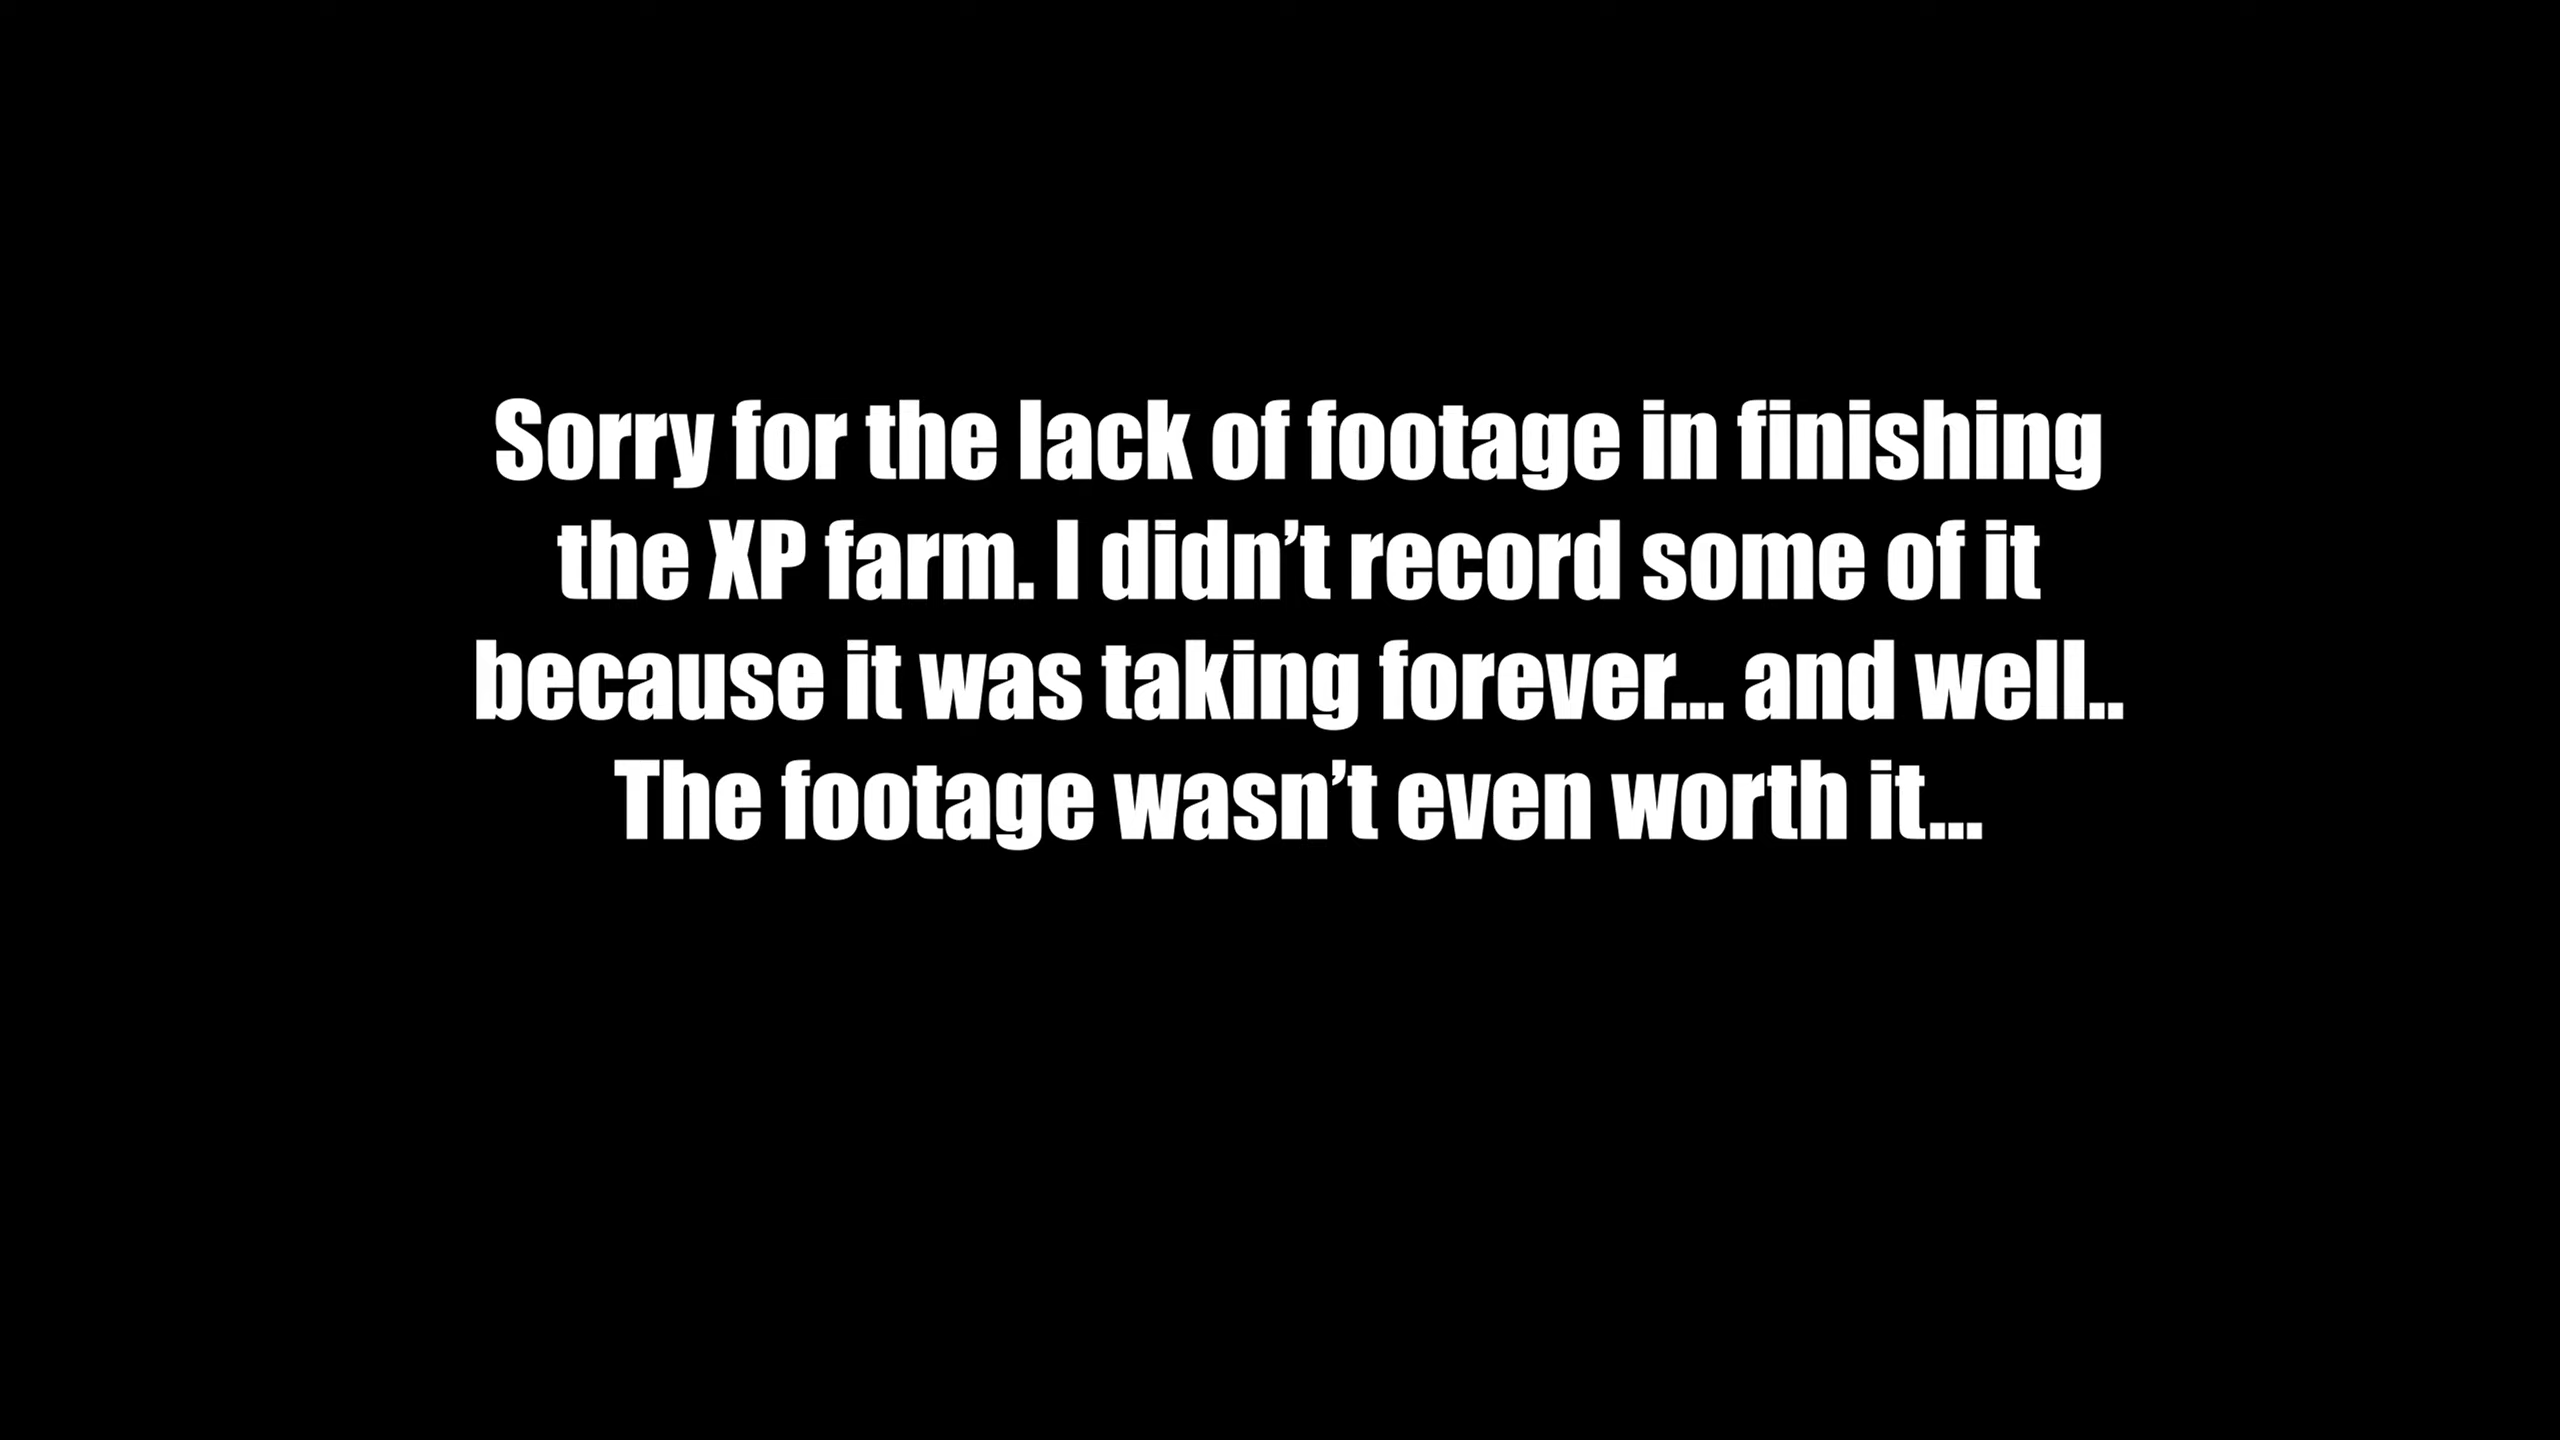 Sorry for the lack of footage in finishing
the XP farm. I didn’t record some of it
because it was taking forever... and well..
The footage wasn’t even worth it...